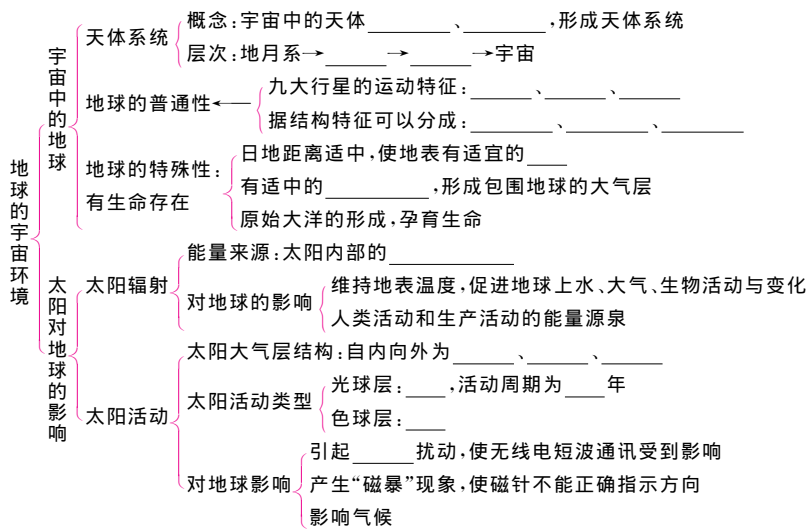 地球的宇宙环境
宇宙中的地球
天体系统
概念:宇宙中的天体________、________,形成天体系统
层次:地月系→______→______→宇宙
地球的普通性←
九大行星的运动特征:______、______、______
据结构特征可以分成:________、________、________
地球的特殊性:
有生命存在
日地距离适中,使地表有适宜的____
有适中的__________,形成包围地球的大气层
原始大洋的形成,孕育生命
太阳对地球的影响
太阳辐射
能量来源:太阳内部的____________
对地球的影响
维持地表温度,促进地球上水、大气、生物活动与变化
人类活动和生产活动的能量源泉
太阳活动
太阳大气层结构:自内向外为______、______、______
太阳活动类型
光球层:____,活动周期为____年
色球层:____
对地球影响
引起______扰动,使无线电短波通讯受到影响
产生“磁暴”现象,使磁针不能正确指示方向
影响气候